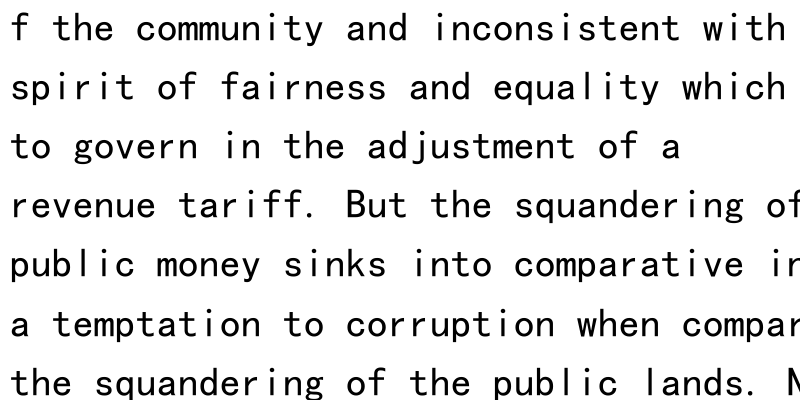 f the community and inconsistent with
spirit of fairness and equality which
to govern in the adjustment of a
revenue tariff. But the squandering of
public money sinks into comparative
a temptation to corruption when
the squandering of the public lands.